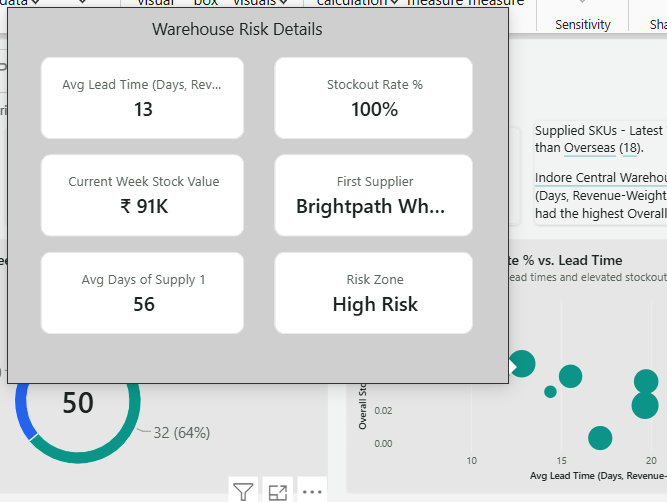 visual box visuals calculation measure measure
Sensitivity
Warehouse Risk Details
Avg Lead Time (Days, Rev...
13
Stockout Rate %
100%
Current Week Stock Value
₹ 91K
First Supplier
Brightpath Wh...
Avg Days of Supply 1
56
Risk Zone
High Risk
Supplied SKUs - Latest
than Overseas (18).
Indore Central Warehou
(Days, Revenue-Weight
had the highest Overall
te % vs. Lead Time
ead times and elevated stockout
50
32 (64%)
Overall Sto
0.02
0.00
10
15
20
Avg Lead Time (Days, Revenue-